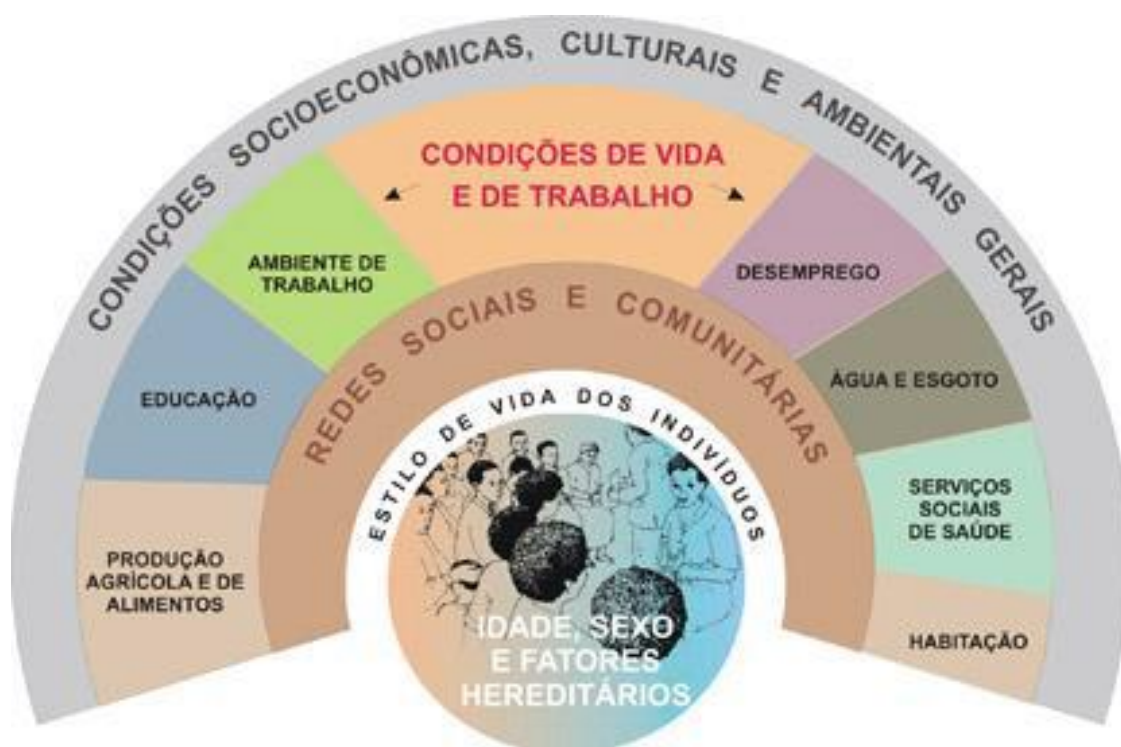 CONDIÇÕES SOCIOECONÔMICAS, CULTURAIS E AMBIENTAIS GERAIS
CONDIÇÕES DE VIDA
E DE TRABALHO
AMBIENTE DE
TRABALHO
DESEMPREGO
EDUCAÇÃO
ÁGUA E ESGOTO
PRODUÇÃO
AGRÍCOLA E DE
ALIMENTOS
SERVIÇOS
SOCIAIS
DE SAÚDE
HABITAÇÃO
REDES SOCIAIS E COMUNITÁRIAS
ESTILO DE VIDA DOS INDIVÍDUOS
IDADE, SEXO
E FATORES
HEREDITÁRIOS